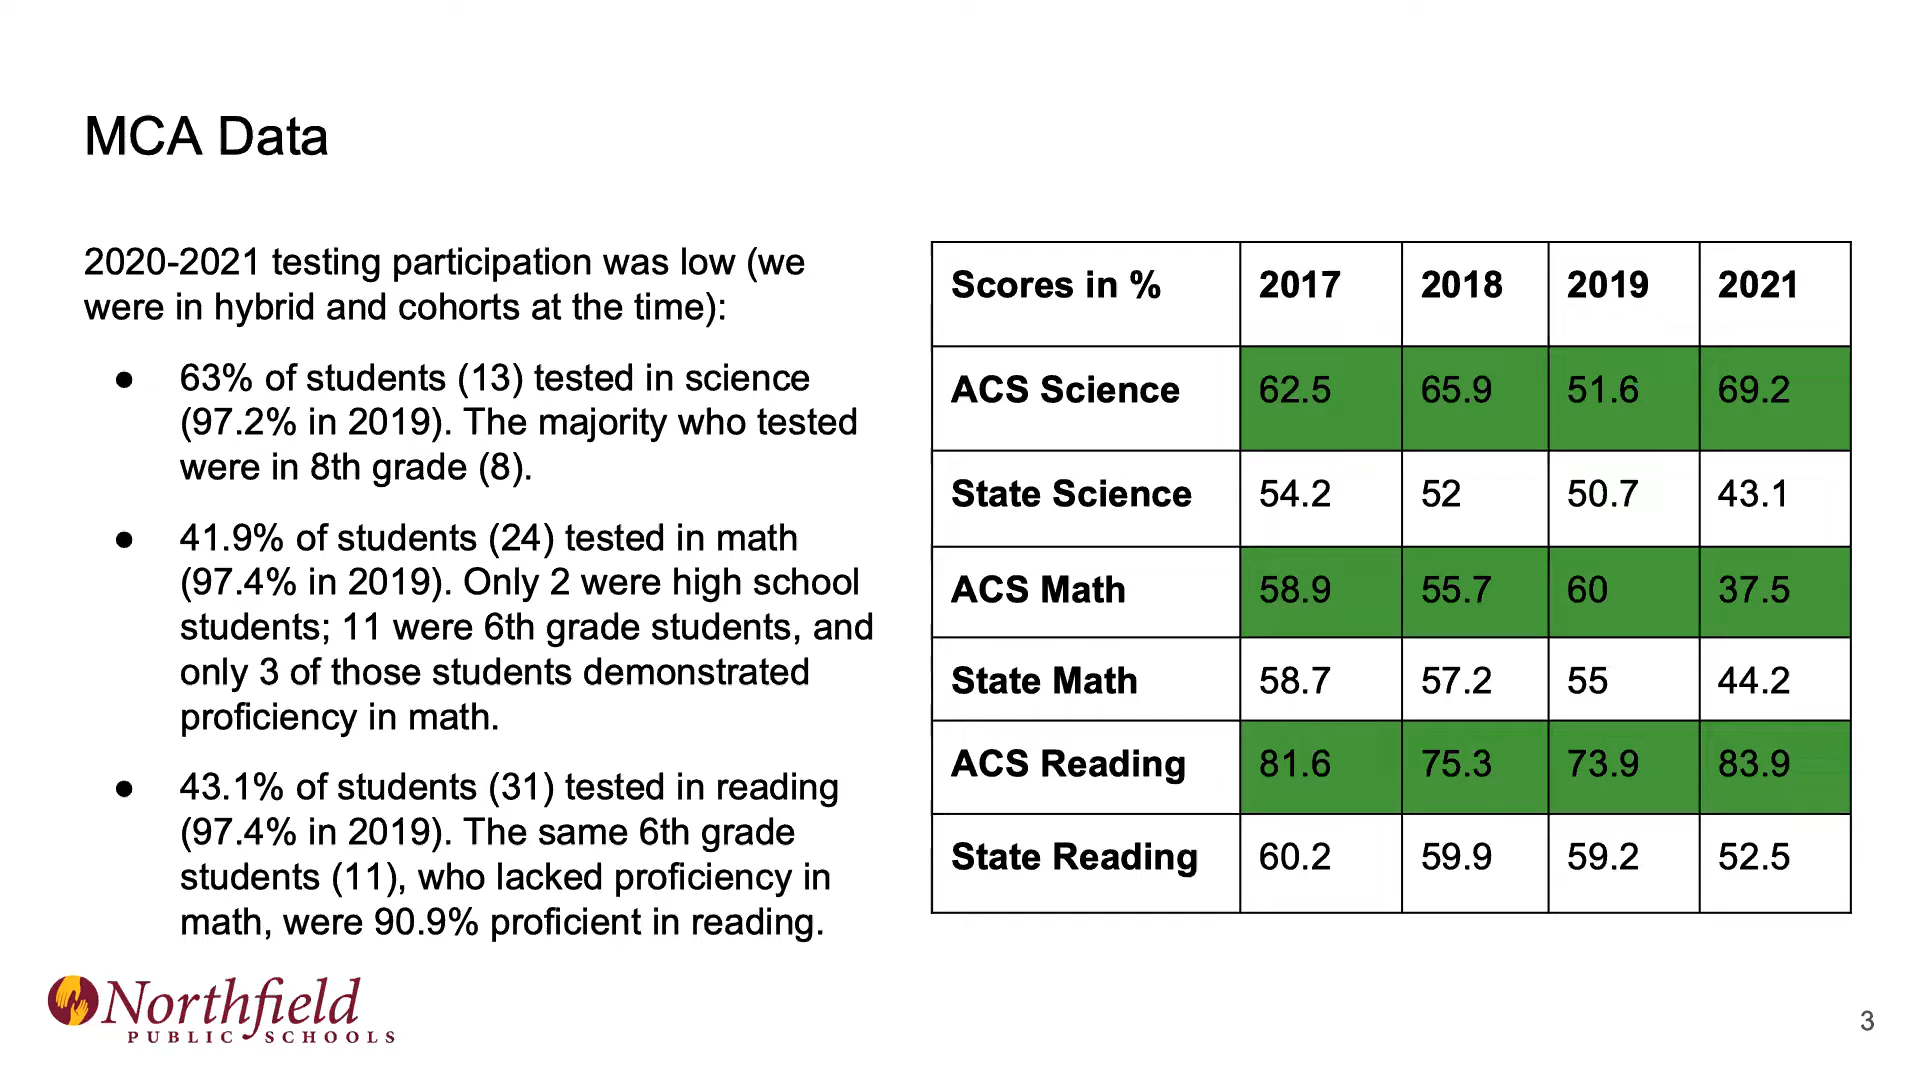 MCA Data
2020-2021 testing participation was low (we
were in hybrid and cohorts at the time):
● 63% of students (13) tested in science
(97.2% in 2019). The majority who tested
were in 8th grade (8).
● 41.9% of students (24) tested in math
(97.4% in 2019). Only 2 were high school
students; 11 were 6th grade students, and
only 3 of those students demonstrated
proficiency in math.
● 43.1% of students (31) tested in reading
(97.4% in 2019). The same 6th grade
students (11), who lacked proficiency in
math, were 90.9% proficient in reading.
Scores in % 2017 2018 2019 2021
ACS Science 62.5 65.9 51.6 69.2
State Science 54.2 52 50.7 43.1
ACS Math 58.9 55.7 60 37.5
State Math 58.7 57.2 55 44.2
ACS Reading 81.6 75.3 73.9 83.9
State Reading 60.2 59.9 59.2 52.5
Northfield
PUBLIC SCHOOLS
3